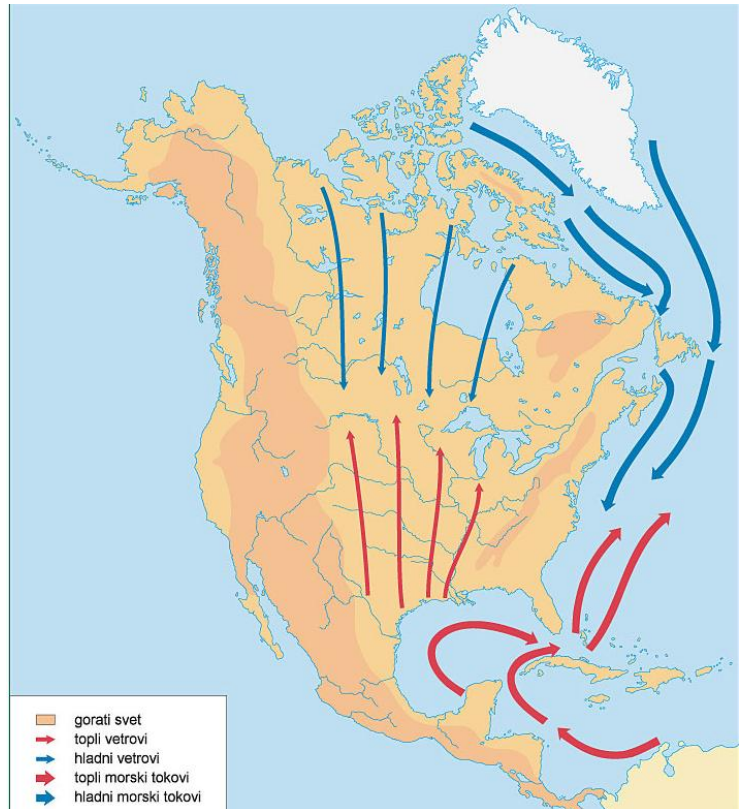 gorati svet
topli vetrovi
hladni vetrovi
topli morski tokovi
hladni morski tokovi